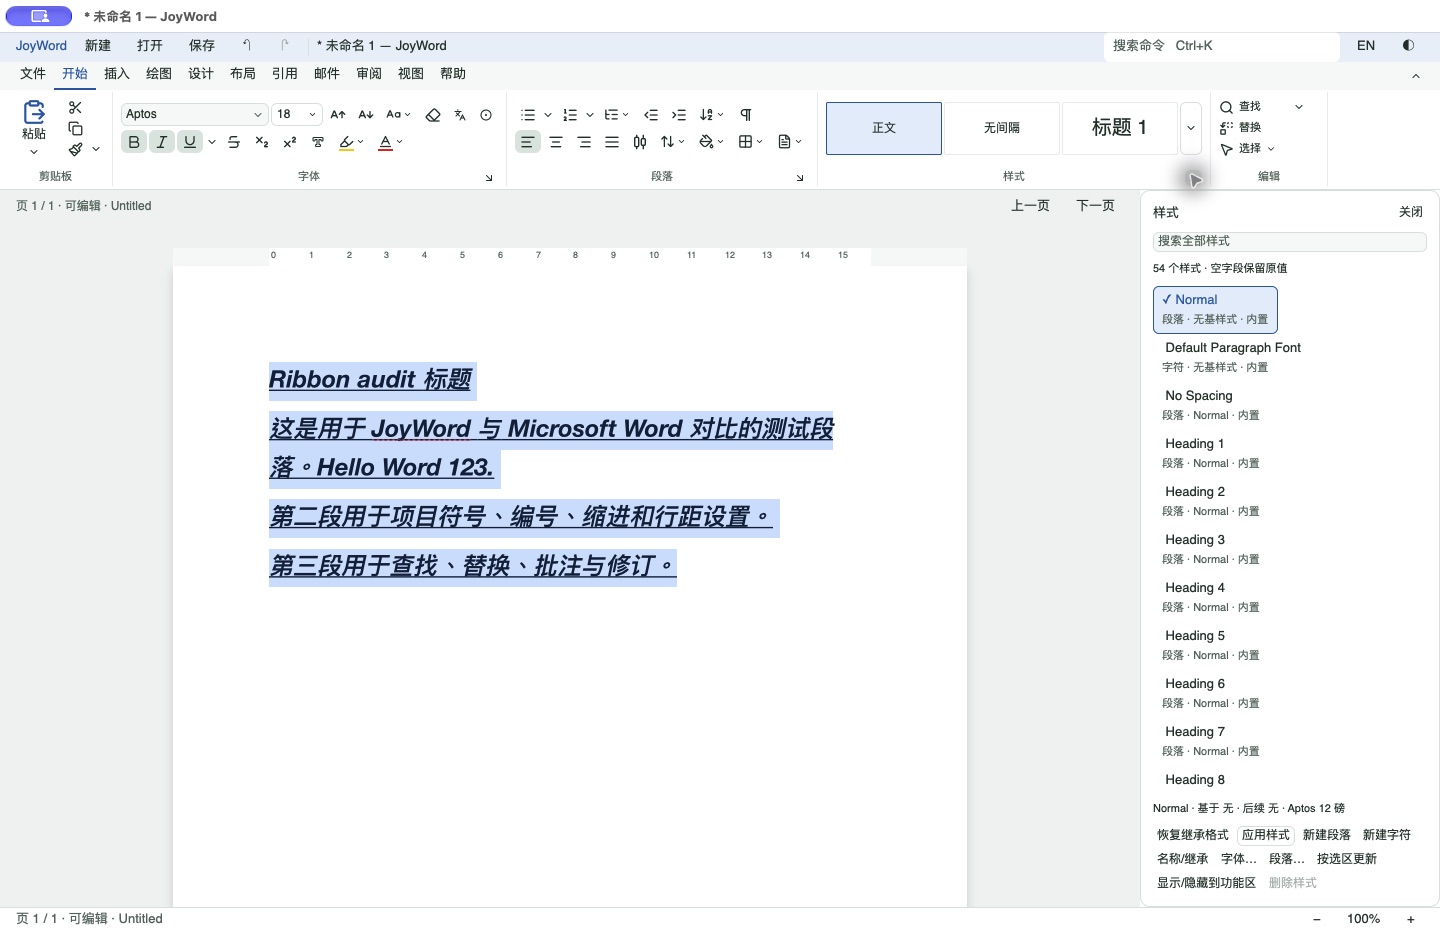 * 未命名 1 — JoyWord
JoyWord 新建 打开 保存 * 未命名 1 — JoyWord 搜索命令 Ctrl+K EN
文件 开始 插入 绘图 设计 布局 引用 邮件 审阅 视图 帮助
粘贴
剪贴板
Aptos 18 Aa
B I U S X₂ X² A
字体
段落
正文 无间隔 标题 1
样式
查找
替换
选择
编辑
页 1 / 1 · 可编辑 · Untitled 上一页 下一页
0 1 2 3 4 5 6 7 8 9 10 11 12 13 14 15
Ribbon audit 标题
这是用于 JoyWord 与 Microsoft Word 对比的测试段
落。Hello Word 123.
第二段用于项目符号、编号、缩进和行距设置。
第三段用于查找、替换、批注与修订。
样式 关闭
搜索全部样式
54 个样式 · 空字段保留原值
✓ Normal
段落 · 无基样式 · 内置
Default Paragraph Font
字符 · 无基样式 · 内置
No Spacing
段落 · Normal · 内置
Heading 1
段落 · Normal · 内置
Heading 2
段落 · Normal · 内置
Heading 3
段落 · Normal · 内置
Heading 4
段落 · Normal · 内置
Heading 5
段落 · Normal · 内置
Heading 6
段落 · Normal · 内置
Heading 7
段落 · Normal · 内置
Heading 8
Normal · 基于 无 · 后续 无 · Aptos 12 磅
恢复继承格式 应用样式 新建段落 新建字符
名称/继承 字体... 段落... 按选区更新
显示/隐藏到功能区 删除样式
页 1 / 1 · 可编辑 · Untitled − 100% +